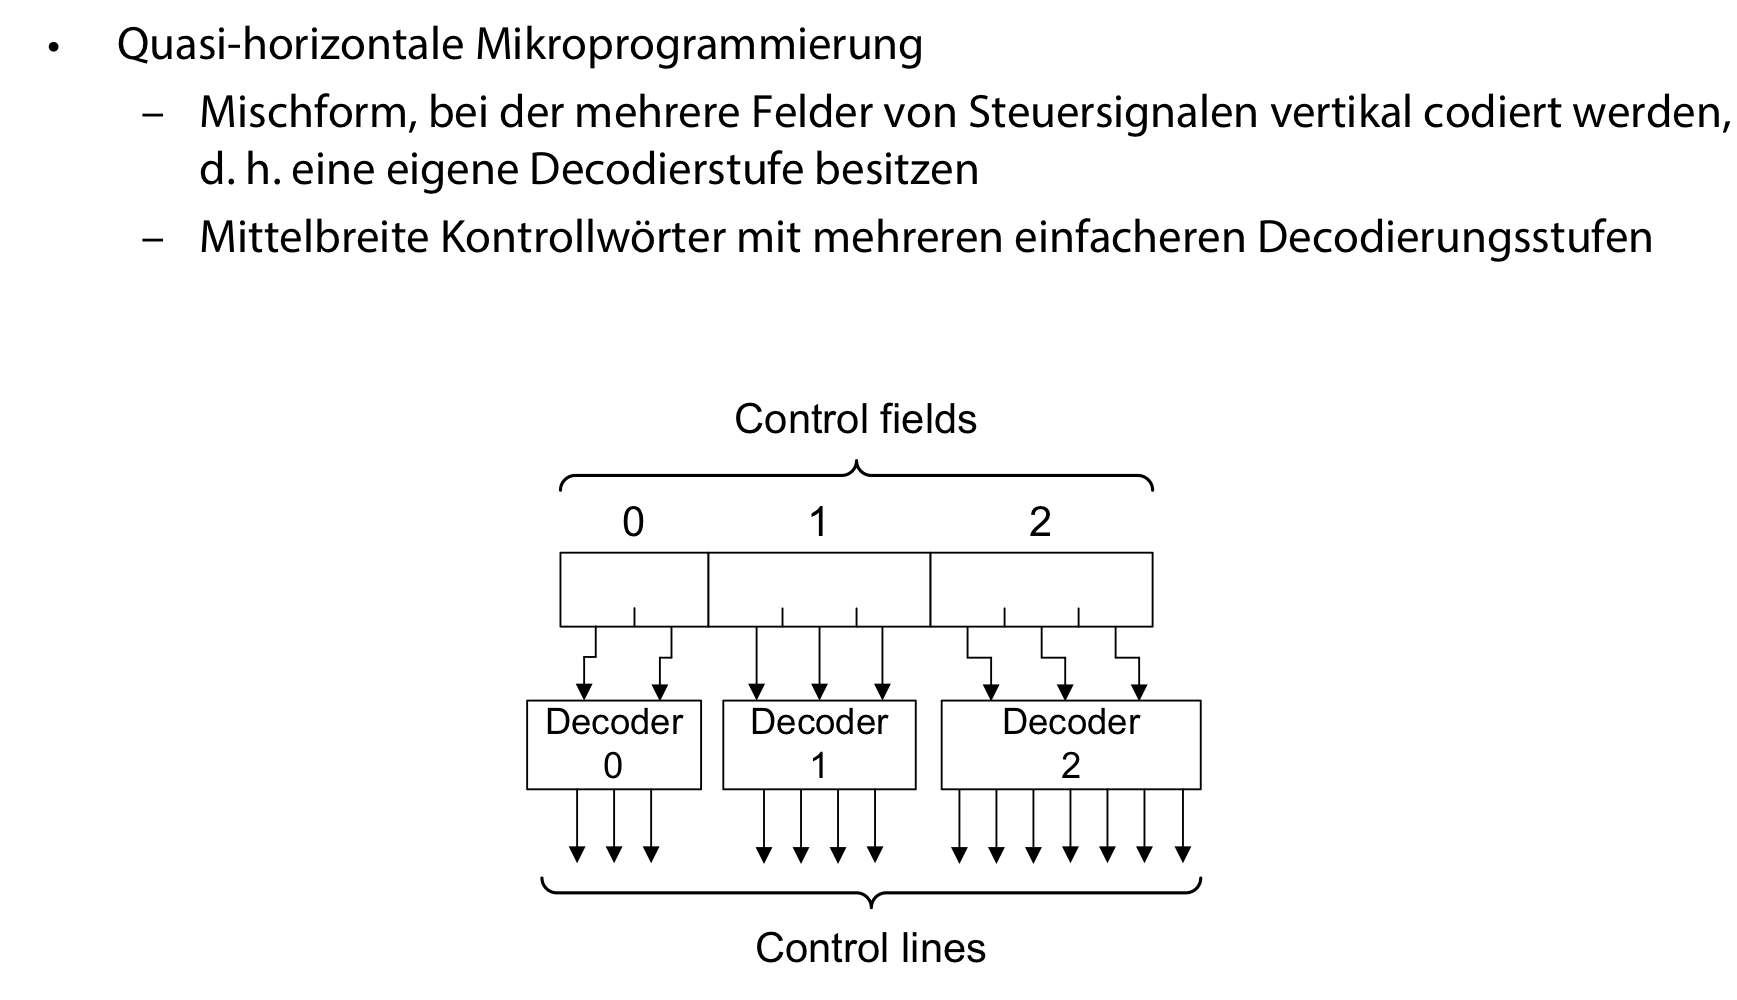 • Quasi-horizontale Mikroprogrammierung
– Mischform, bei der mehrere Felder von Steuersignalen vertikal codiert werden,
d. h. eine eigene Decodierstufe besitzen
– Mittelbreite Kontrollwörter mit mehreren einfacheren Decodierungsstufen
Control fields
0 1 2
Decoder Decoder Decoder
0 1 2
Control lines